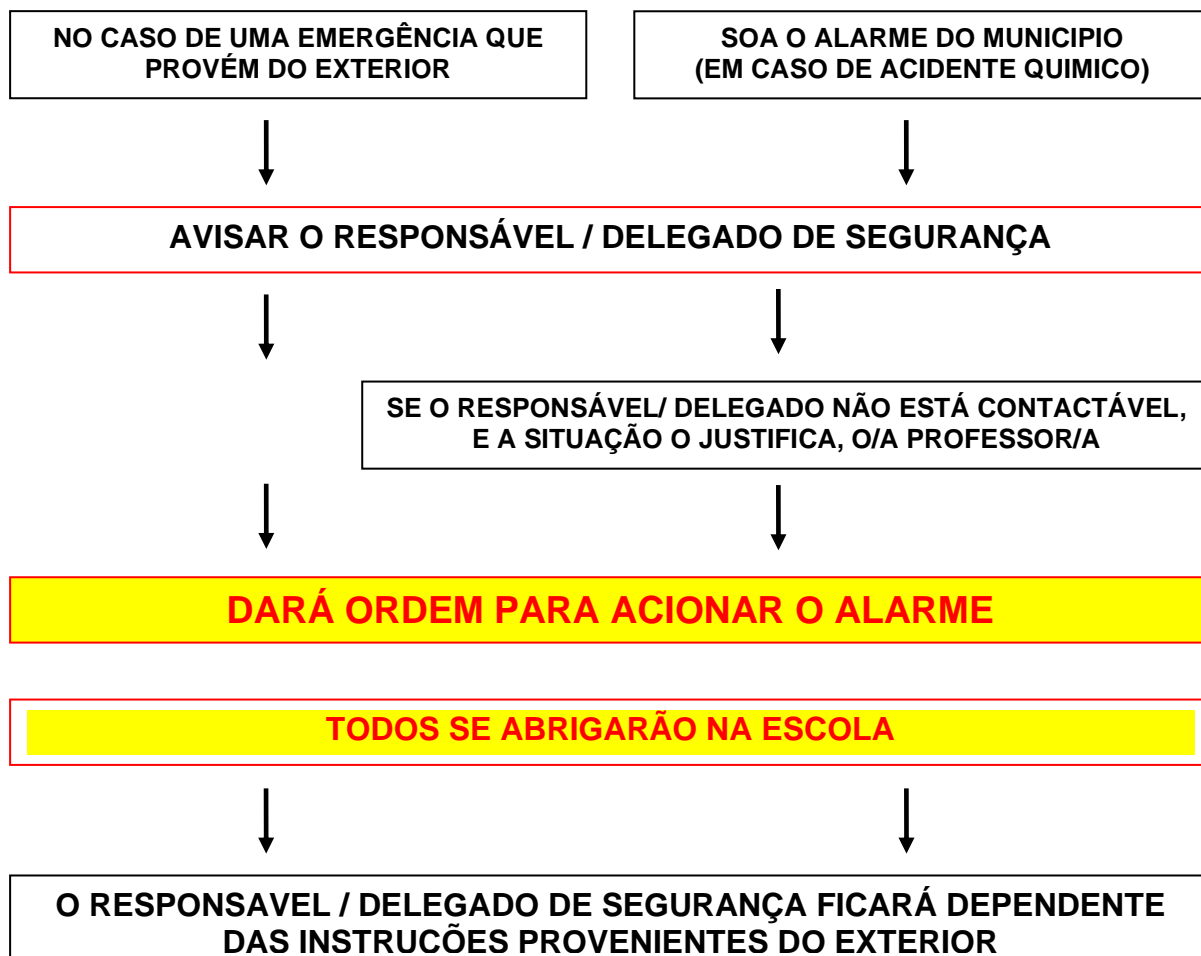 NO CASO DE UMA EMERGÊNCIA QUE
PROVÉM DO EXTERIOR
SOA O ALARME DO MUNICIPIO
(EM CASO DE ACIDENTE QUIMICO)
AVISAR O RESPONSÁVEL / DELEGADO DE SEGURANÇA
SE O RESPONSÁVEL/ DELEGADO NÃO ESTÁ CONTACTÁVEL,
E A SITUAÇÃO O JUSTIFICA, O/A PROFESSOR/A
DARÁ ORDEM PARA ACIONAR O ALARME
TODOS SE ABRIGARÃO NA ESCOLA
O RESPONSAVEL / DELEGADO DE SEGURANÇA FICARÁ DEPENDENTE
DAS INSTRUÇÕES PROVENIENTES DO EXTERIOR